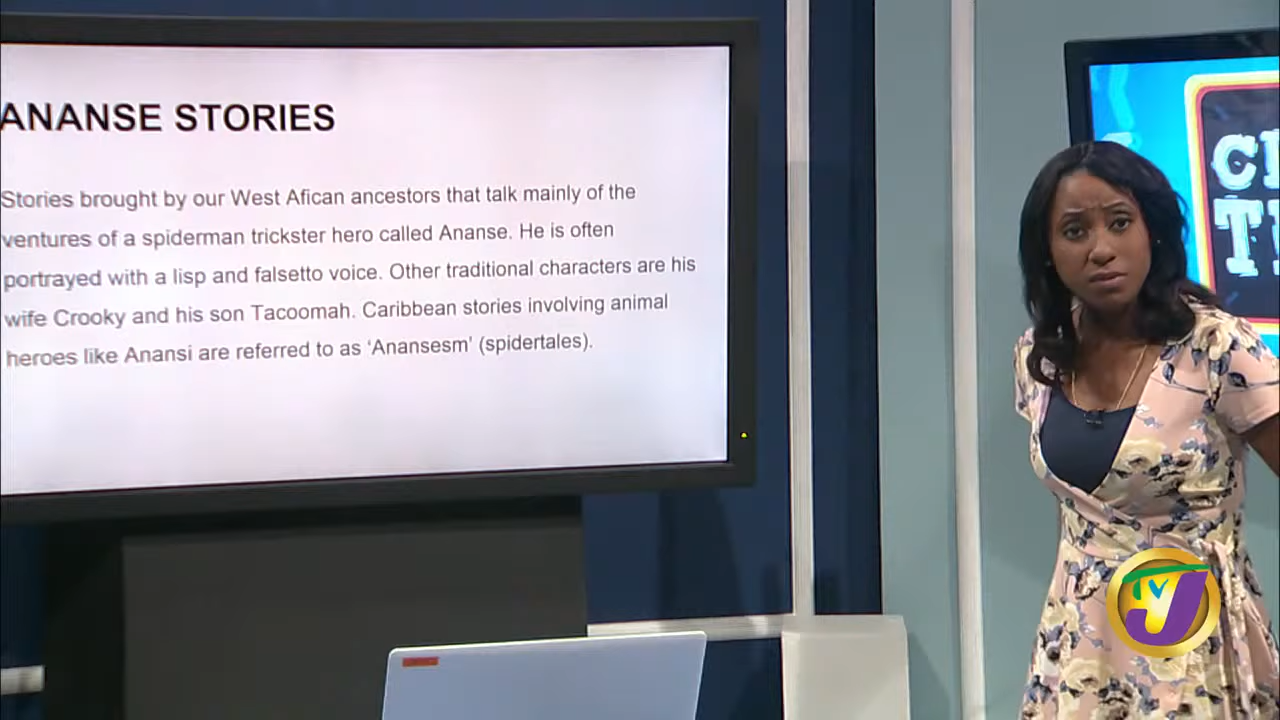 ANANSE STORIES
Stories brought by our West Afican ancestors that talk mainly of the
ventures of a spiderman trickster hero called Ananse. He is often
portrayed with a lisp and falsetto voice. Other traditional characters are his
wife Crooky and his son Tacoomah. Caribbean stories involving animal
heroes like Anansi are referred to as ‘Anansesm’ (spidertales).
TVJ